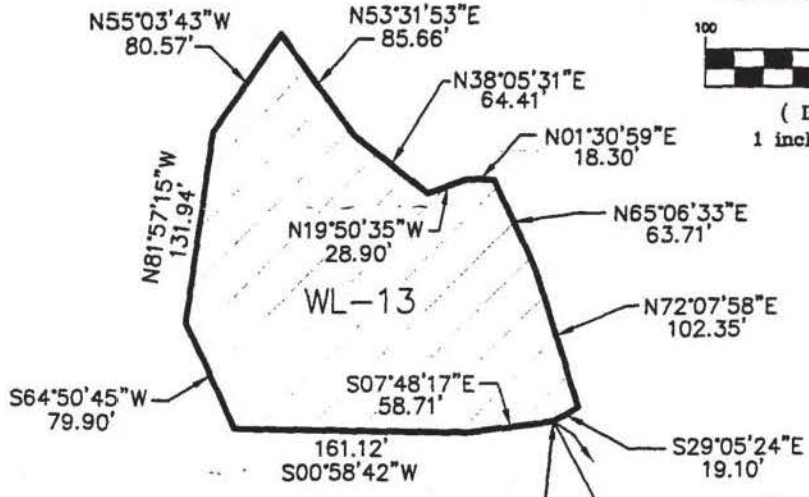 N55°03'43"W
80.57'
N53°31'53"E
85.66'
100
N38°05'31"E
64.41'
1 inc
N01°30'59"E
18.30'
N19°50'35"W
28.90'
N65°06'33"E
63.71'
N81°57'15"W
131.94'
WL-13
N72°07'58"E
102.35'
S64°50'45"W
79.90'
S07°48'17"E
58.71'
161.12'
S00°58'42"W
S29°05'24"E
19.10'